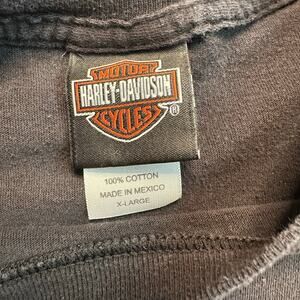 MOTOR
HARLEY-DAVIDSON
CYCLES
®
100% COTTON
MADE IN MEXICO
X-LARGE